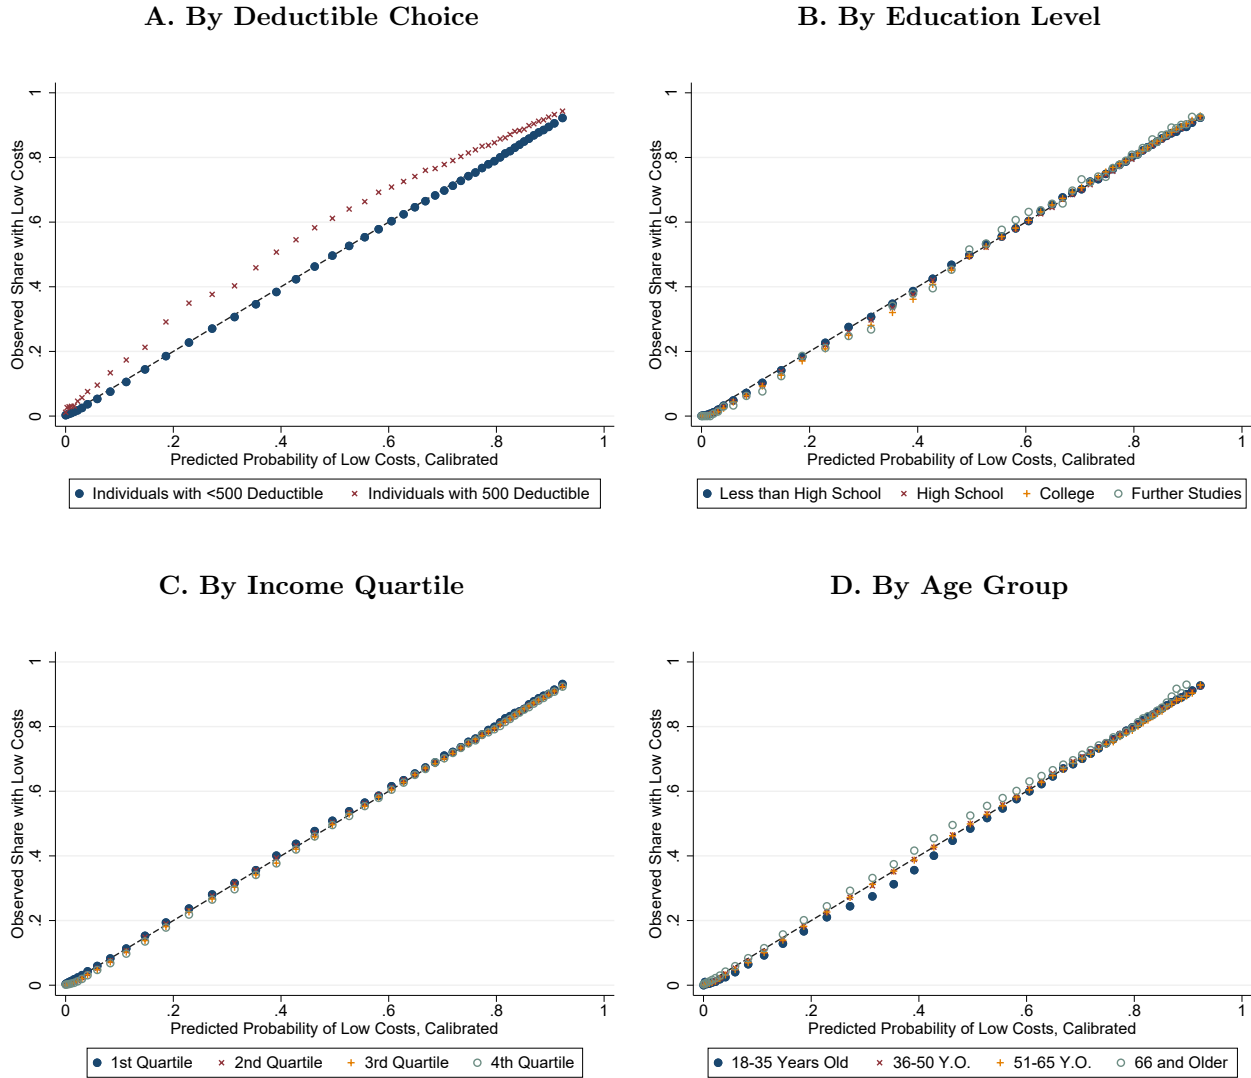 A. By Deductible Choice
Observed Share with Low Costs
1
.8
.6
.4
.2
0
0 .2 .4 .6 .8 1
Predicted Probability of Low Costs, Calibrated
Individuals with <500 Deductible Individuals with 500 Deductible
B. By Education Level
Observed Share with Low Costs
1
.8
.6
.4
.2
0
0 .2 .4 .6 .8 1
Predicted Probability of Low Costs, Calibrated
Less than High School High School College Further Studies
C. By Income Quartile
Observed Share with Low Costs
1
.8
.6
.4
.2
0
0 .2 .4 .6 .8 1
Predicted Probability of Low Costs, Calibrated
1st Quartile 2nd Quartile 3rd Quartile 4th Quartile
D. By Age Group
Observed Share with Low Costs
1
.8
.6
.4
.2
0
0 .2 .4 .6 .8 1
Predicted Probability of Low Costs, Calibrated
18-35 Years Old 36-50 Y.O. 51-65 Y.O. 66 and Older